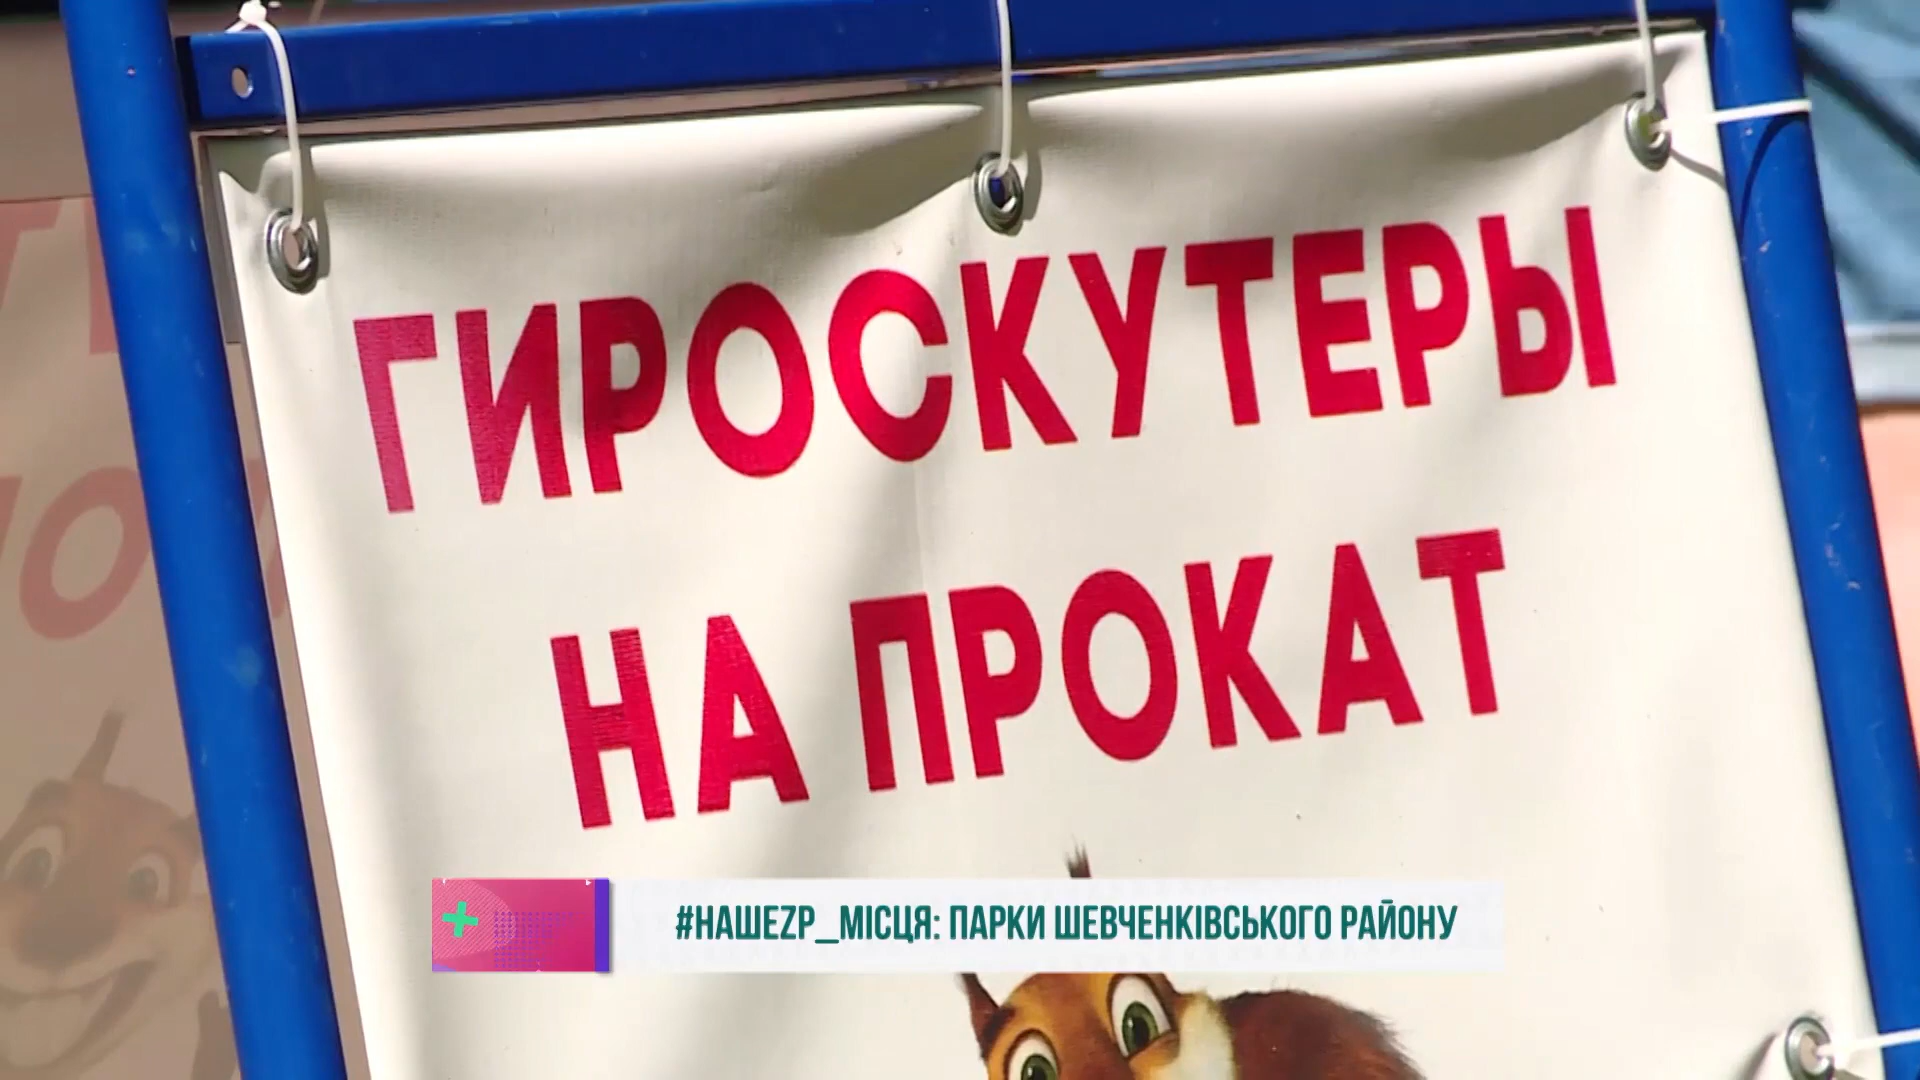 ГИРОСКУТЕРЫ
НА ПРОКАТ
#НАШЕZP_МІСЦЯ: ПАРКИ ШЕВЧЕНКІВСЬКОГО РАЙОНУ